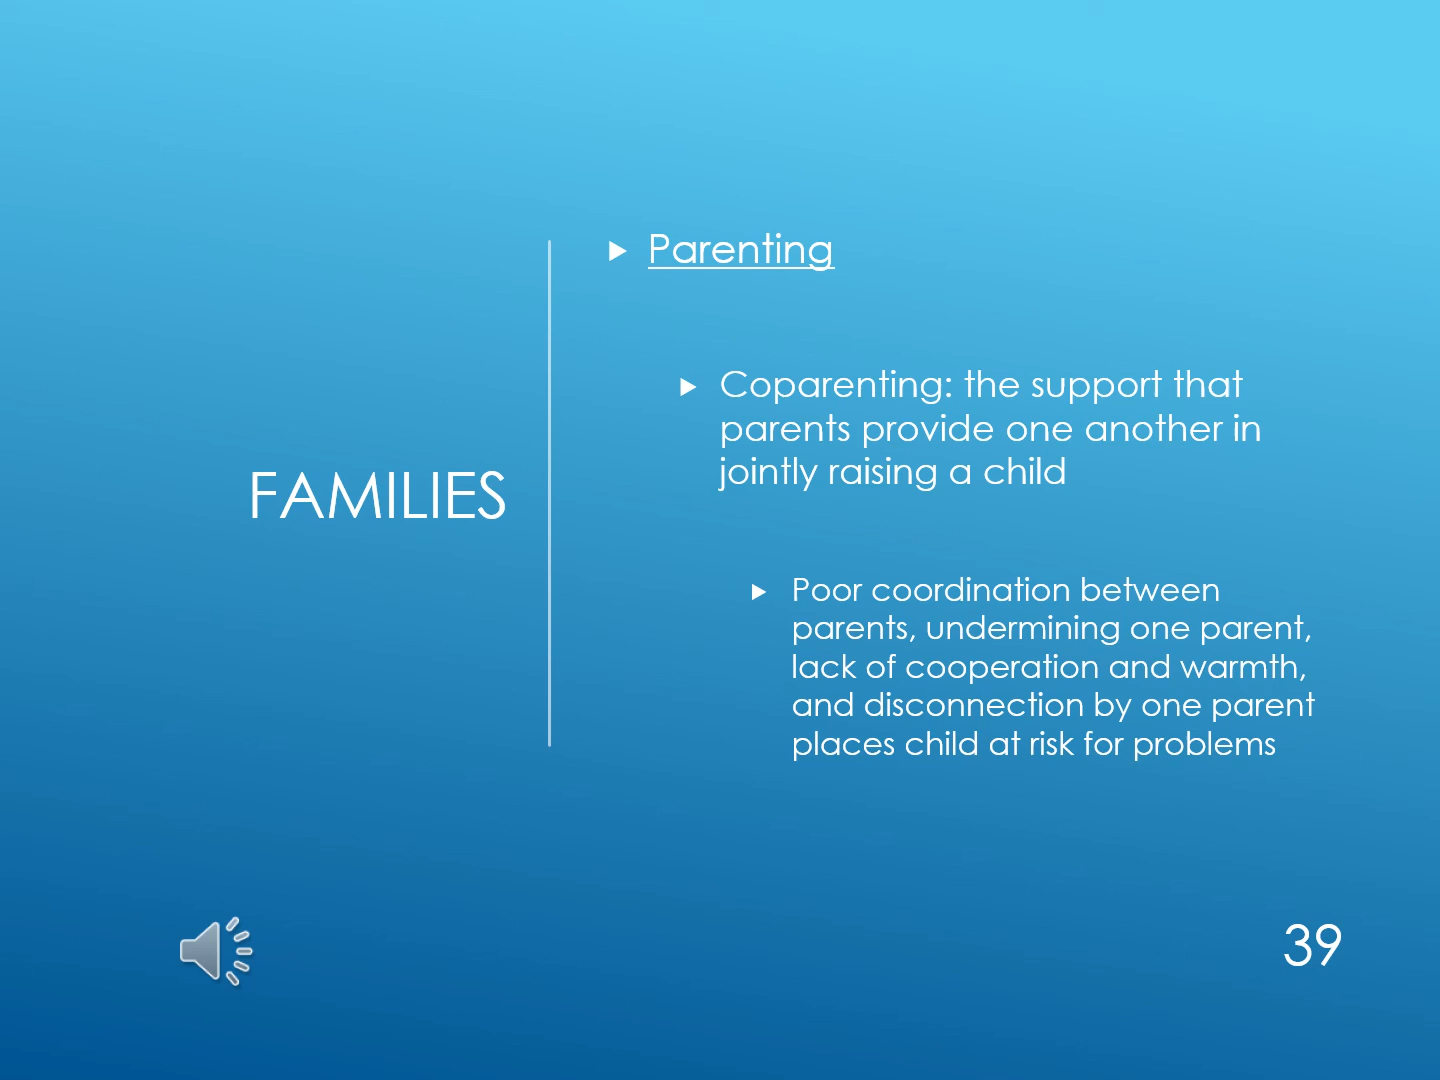 FAMILIES
Parenting
Coparenting: the support that
parents provide one another in
jointly raising a child
Poor coordination between
parents, undermining one parent,
lack of cooperation and warmth,
and disconnection by one parent
places child at risk for problems
39